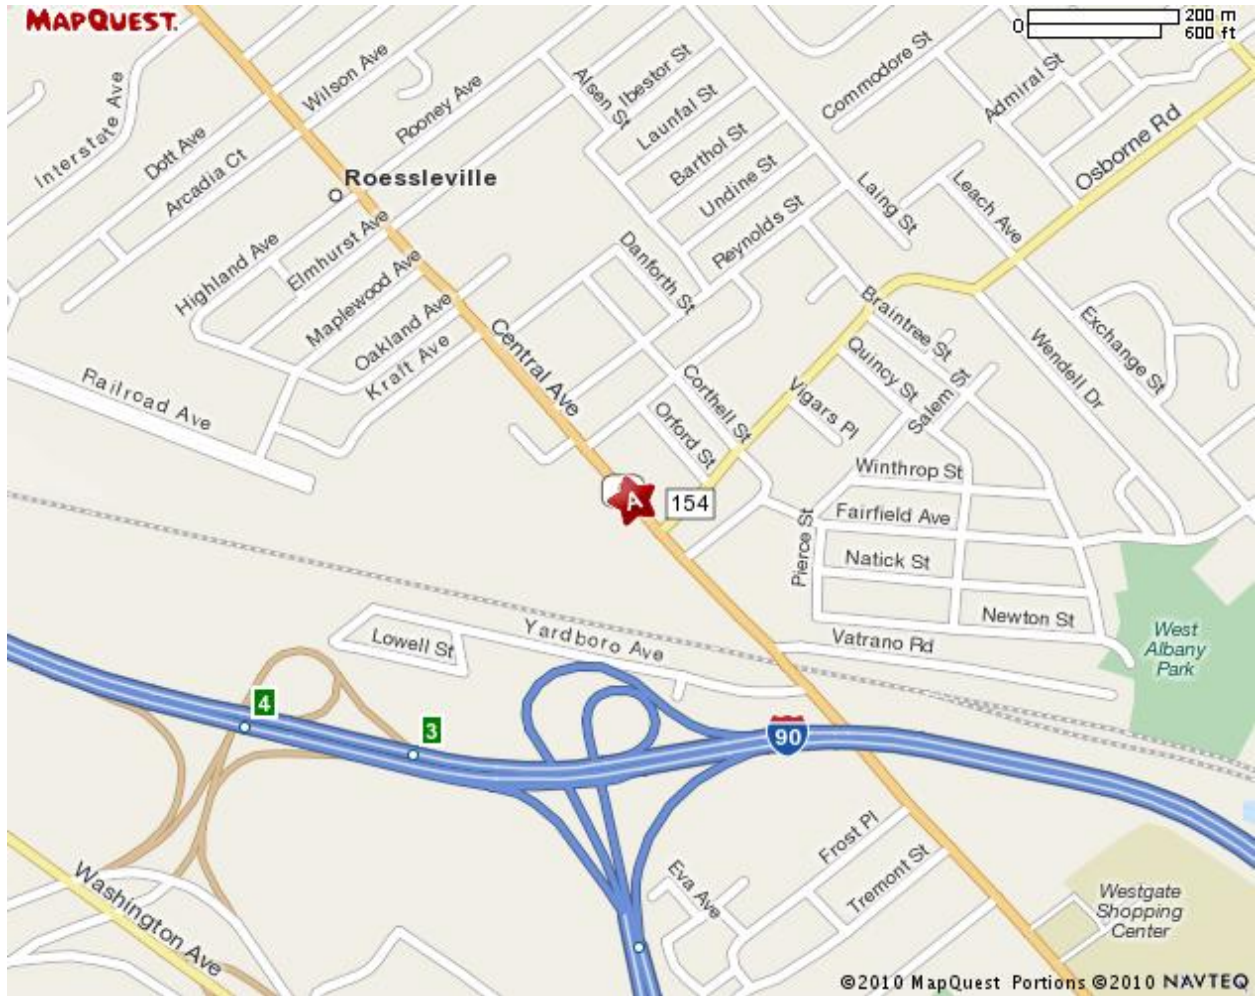 MAPQUEST.
0
200 m
600 ft
Interstate Ave
Dott Ave
Arcadia Ct
Wilson Ave
Rooney Ave
Alsen St
Ibestor St
Launfal St
Barthol St
Undine St
Reynolds St
Commodore St
Admiral St
Osborne Rd
Laing St
Leach Ave
Roessleville
Highland Ave
Elmhurst Ave
Maplewood Ave
Oakland Ave
Kraft Ave
Central Ave
Danforth St
Braintree St
Quincy St
Salem St
Wendell Dr
Exchange St
Railroad Ave
Corthell St
Orford St
Vigars Pl
Winthrop St
A
154
Fairfield Ave
Pierce St
Natick St
Newton St
Lowell St
Yardboro Ave
Vatrano Rd
West
Albany
Park
4
3
90
Washington Ave
Eva Ave
Frost Pl
Tremont St
Westgate
Shopping
Center
©2010 MapQuest Portions ©2010 NAVTEQ